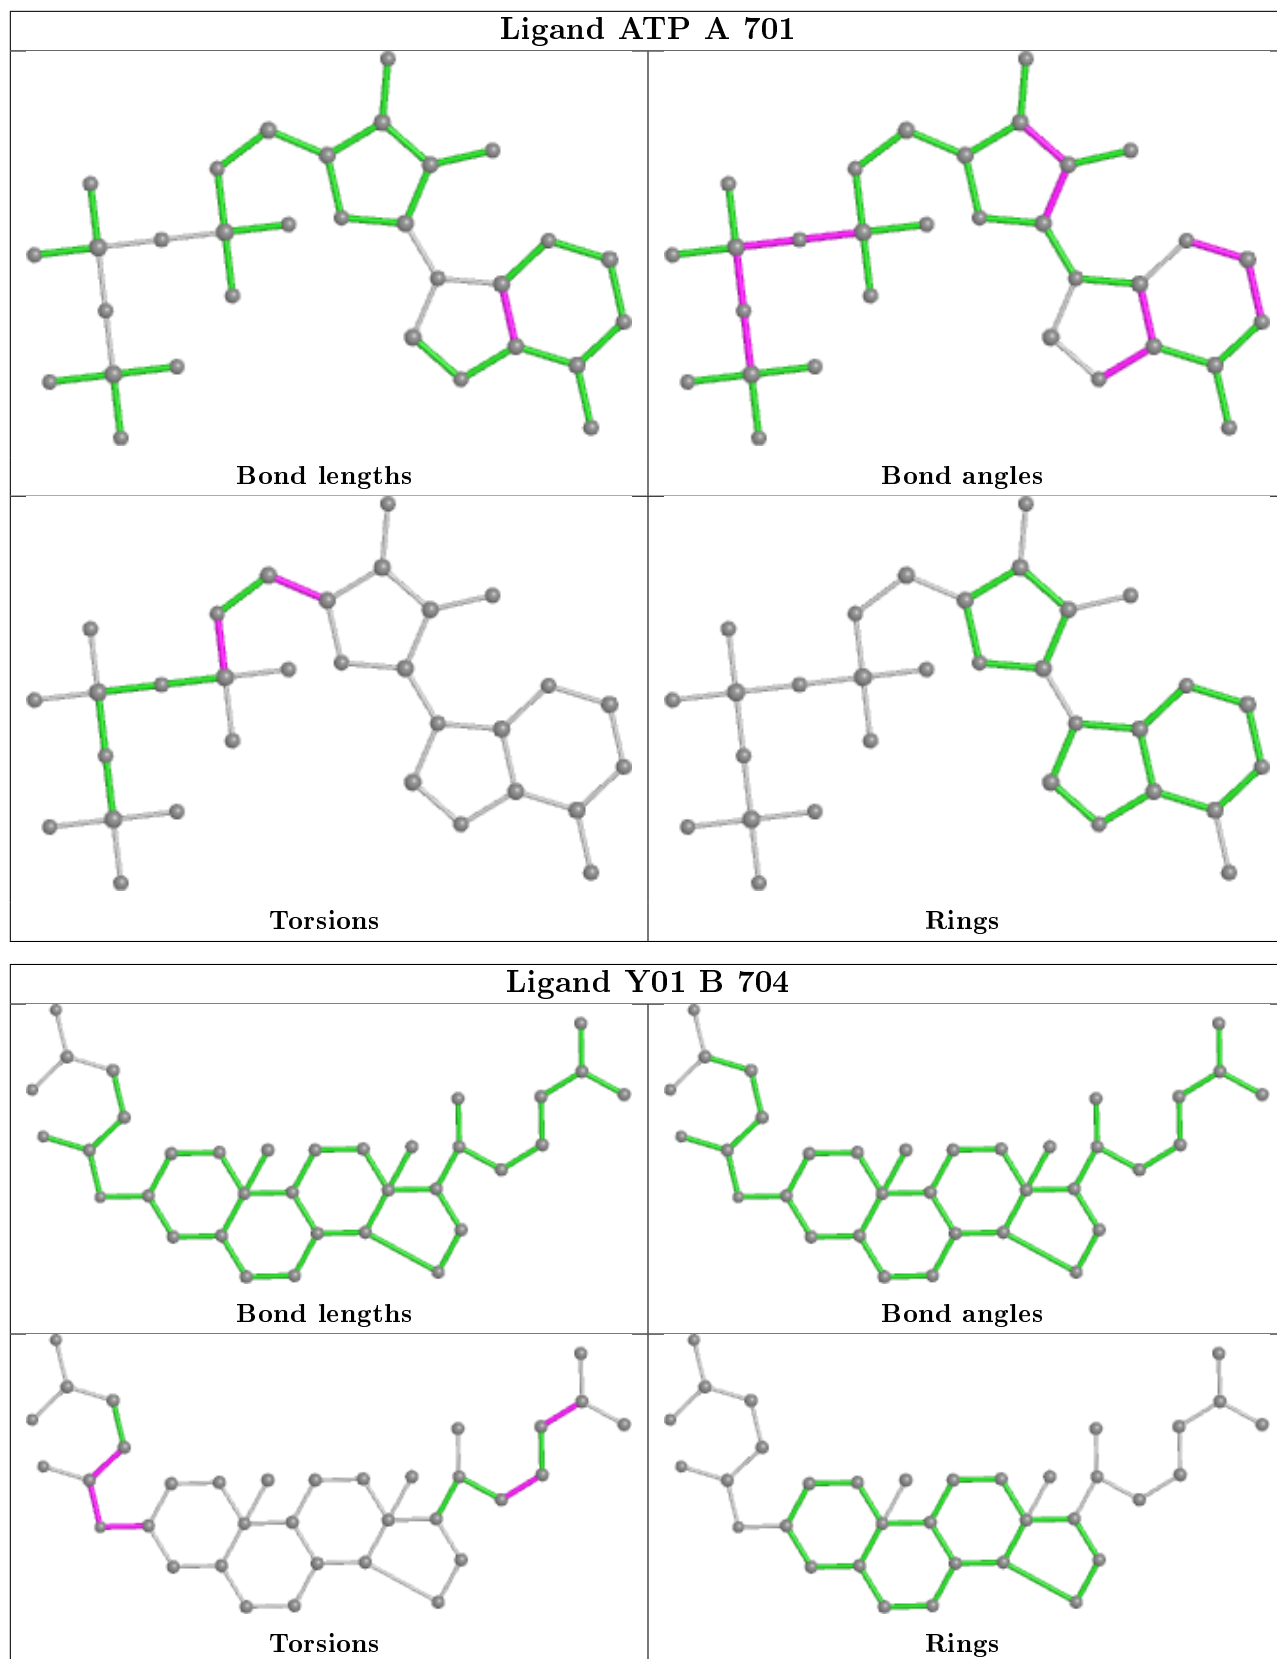 Ligand ATP A 701
Bond lengths
Bond angles
Torsions
Rings
Ligand Y01 B 704
Bond lengths
Bond angles
Torsions
Rings